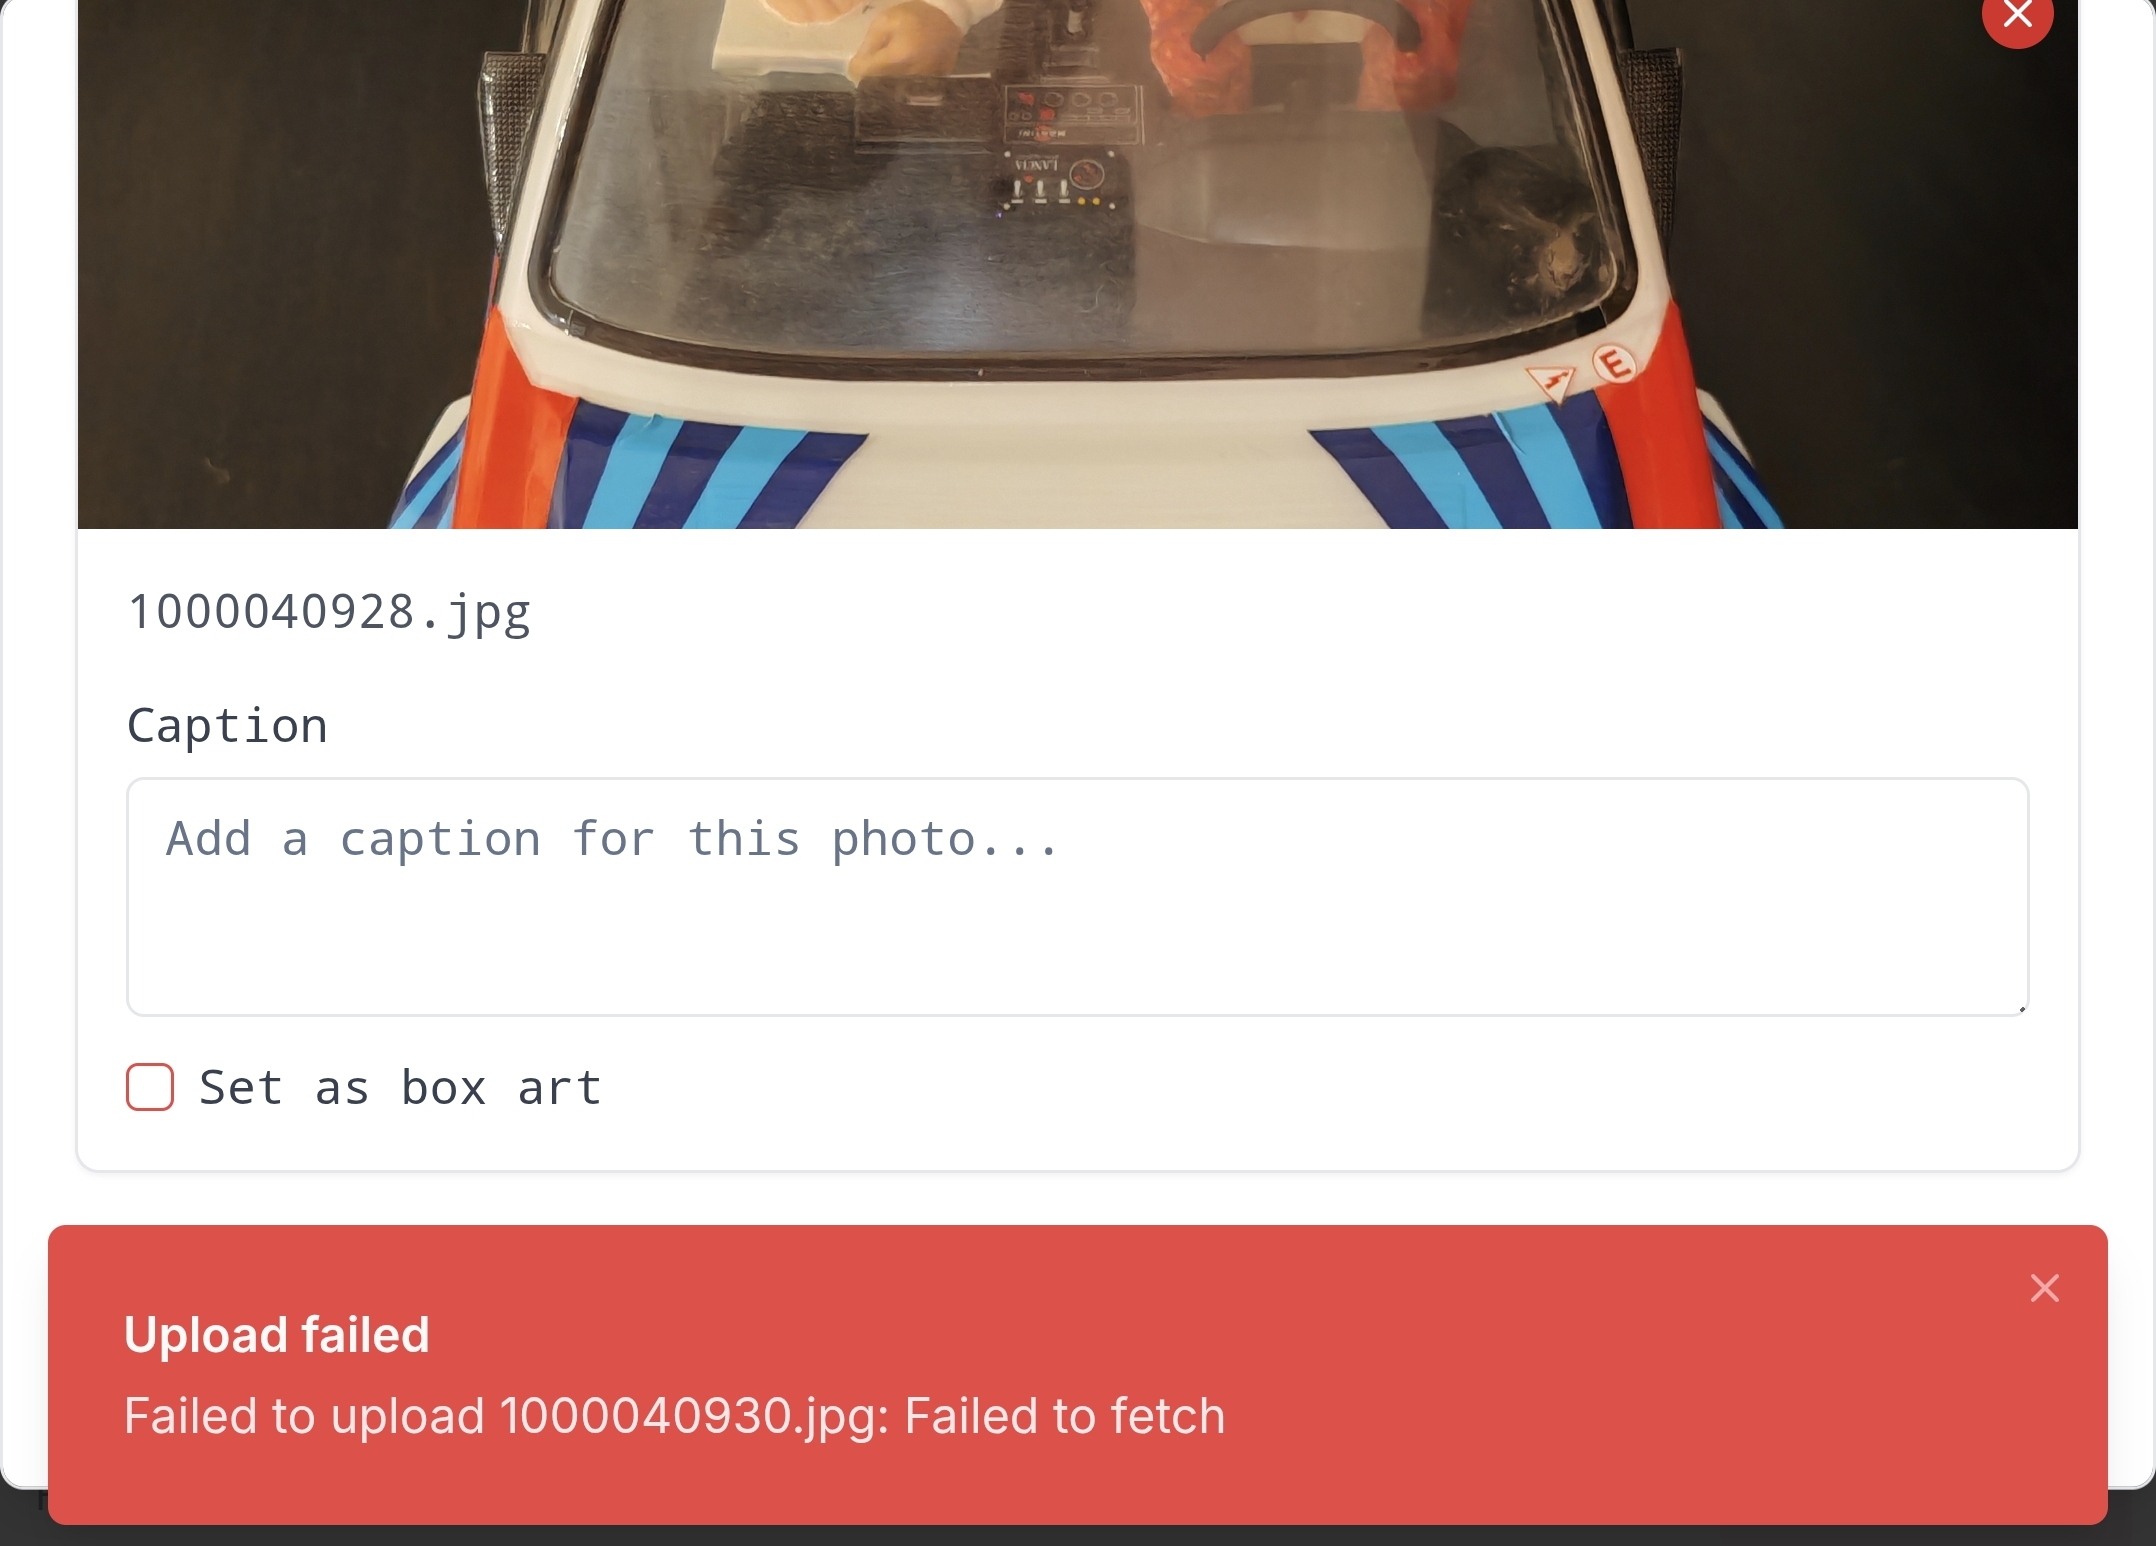 MARTINI
LANCIA
E
1000040928.jpg
Caption
Add a caption for this photo...
Set as box art
Upload failed
Failed to upload 1000040930.jpg: Failed to fetch